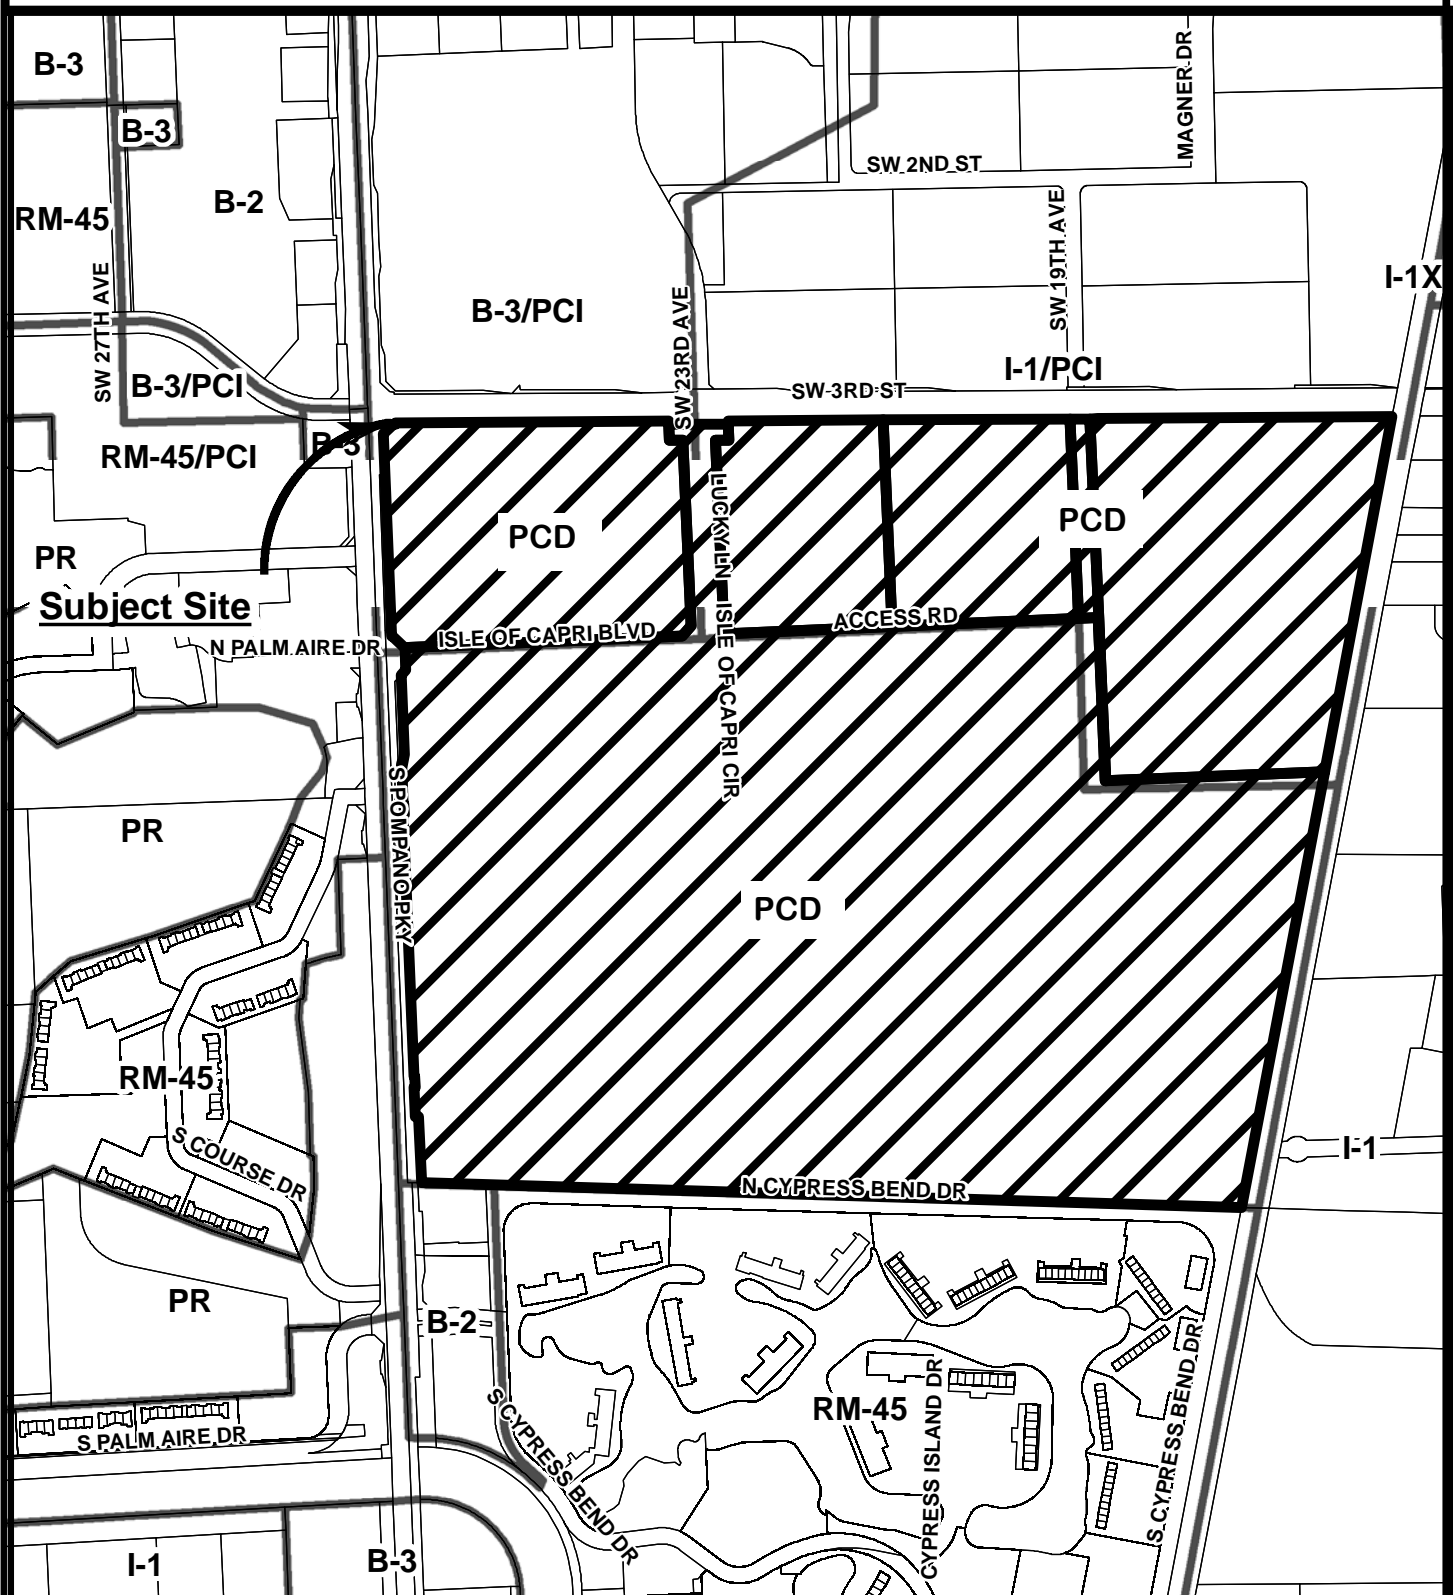 B-3
MAGNER DR
B-3
SW 2ND ST
B-2
RM-45
SW 19TH AVE
I-1X
SW 27TH AVE
B-3/PCI
SW 23RD AVE
I-1/PCI
B-3/PCI
SW 3RD ST
B-3
RM-45/PCI
PCD
PCD
LUCKY LN
PR
Subject Site
N PALM AIRE DR
ISLE OF CAPRI BLVD
ACCESS RD
ISLE OF CAPRI CIR
S POMPANO PKY
PR
PCD
RM-45
S COURSE DR
I-1
N CYPRESS BEND DR
PR
B-2
S CYPRESS BEND DR
RM-45
CYPRESS ISLAND DR
S CYPRESS BEND DR
S PALM AIRE DR
I-1
B-3